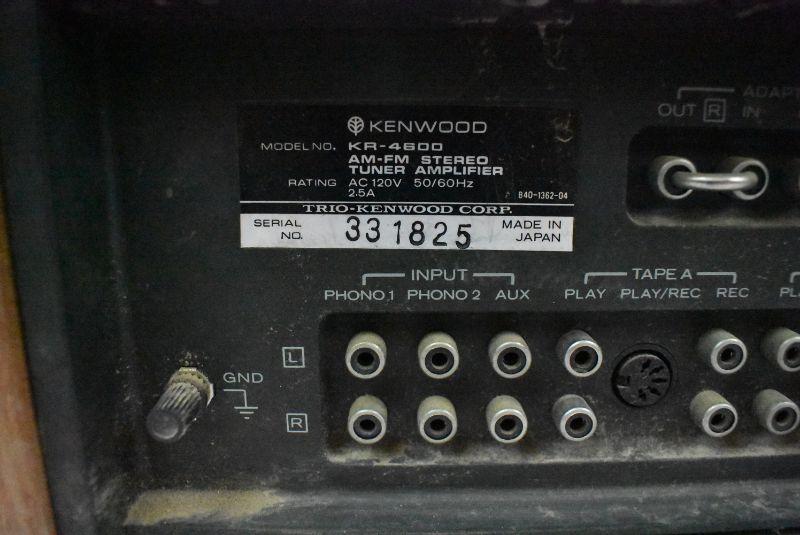 ADAPT
OUT R IN
KENWOOD
MODEL NO. KR-4600
AM-FM STEREO
TUNER AMPLIFIER
RATING AC 120V 50/60Hz
2.5A
B40-1362-04
TRIO-KENWOOD CORP.
SERIAL NO. 331825 MADE IN JAPAN
INPUT TAPE A
PHONO 1 PHONO 2 AUX PLAY PLAY/REC REC PL
L
GND
R